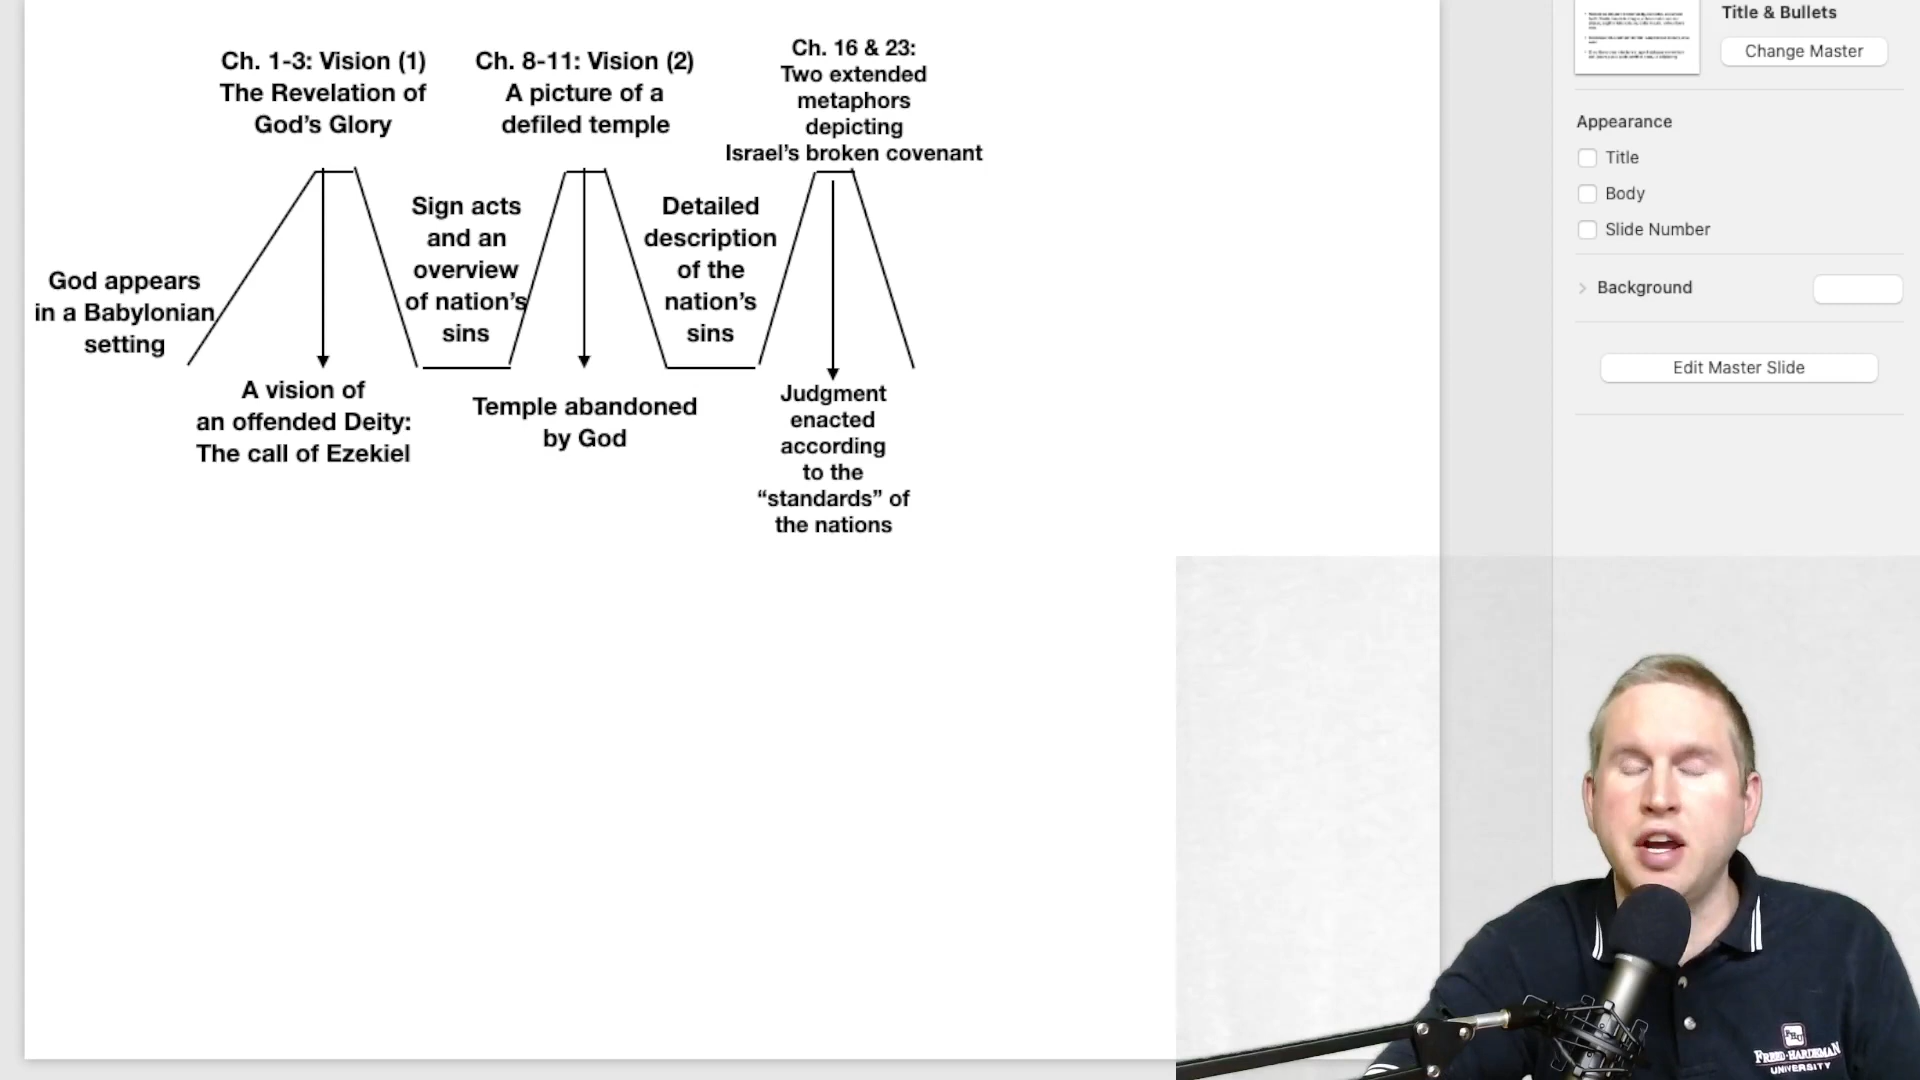 Ch. 1-3: Vision (1)
The Revelation of
God’s Glory
Ch. 8-11: Vision (2)
A picture of a
defiled temple
Ch. 16 & 23:
Two extended
metaphors
depicting
Israel’s broken covenant
God appears
in a Babylonian
setting
Sign acts
and an
overview
of nation’s
sins
Detailed
description
of the
nation’s
sins
A vision of
an offended Deity:
The call of Ezekiel
Temple abandoned
by God
Judgment
enacted
according
to the
“standards” of
the nations
Title & Bullets
Change Master
Appearance
Title
Body
Slide Number
Background
Edit Master Slide
FHU
FREED-HARDEMAN
UNIVERSITY